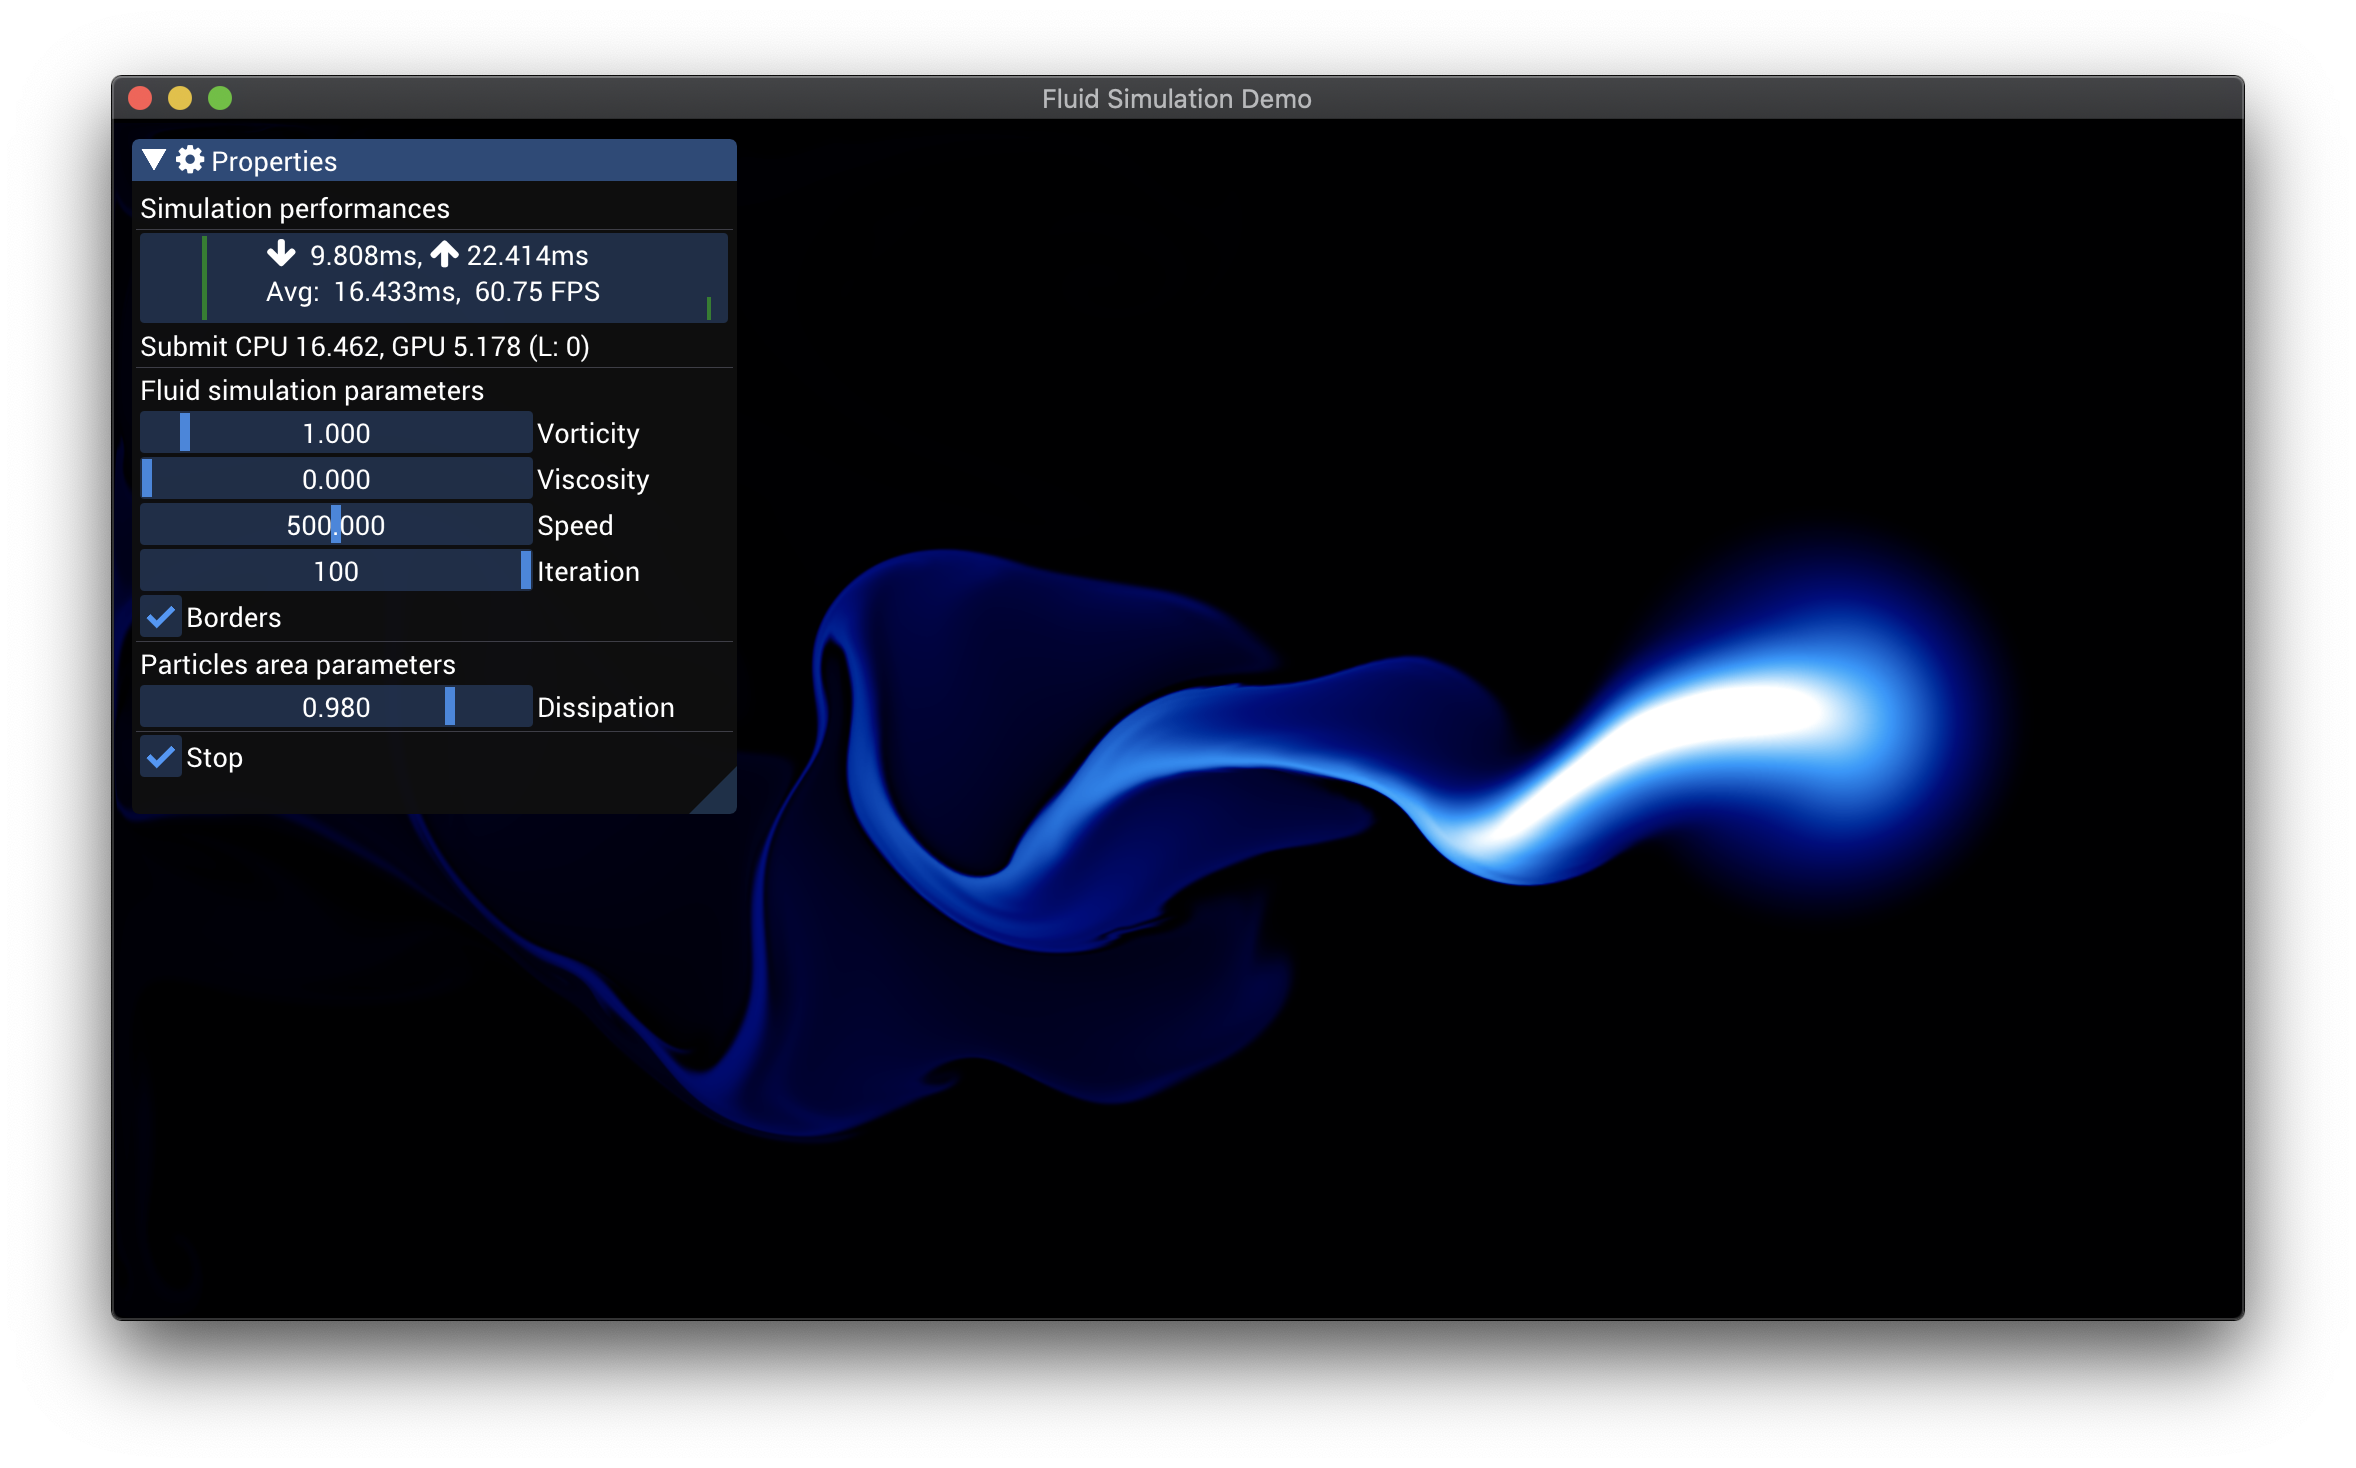 Fluid Simulation Demo
Properties
Simulation performances
9.808ms, 22.414ms
Avg: 16.433ms, 60.75 FPS
Submit CPU 16.462, GPU 5.178 (L: 0)
Fluid simulation parameters
1.000 Vorticity
0.000 Viscosity
500.000 Speed
100 Iteration
Borders
Particles area parameters
0.980 Dissipation
Stop